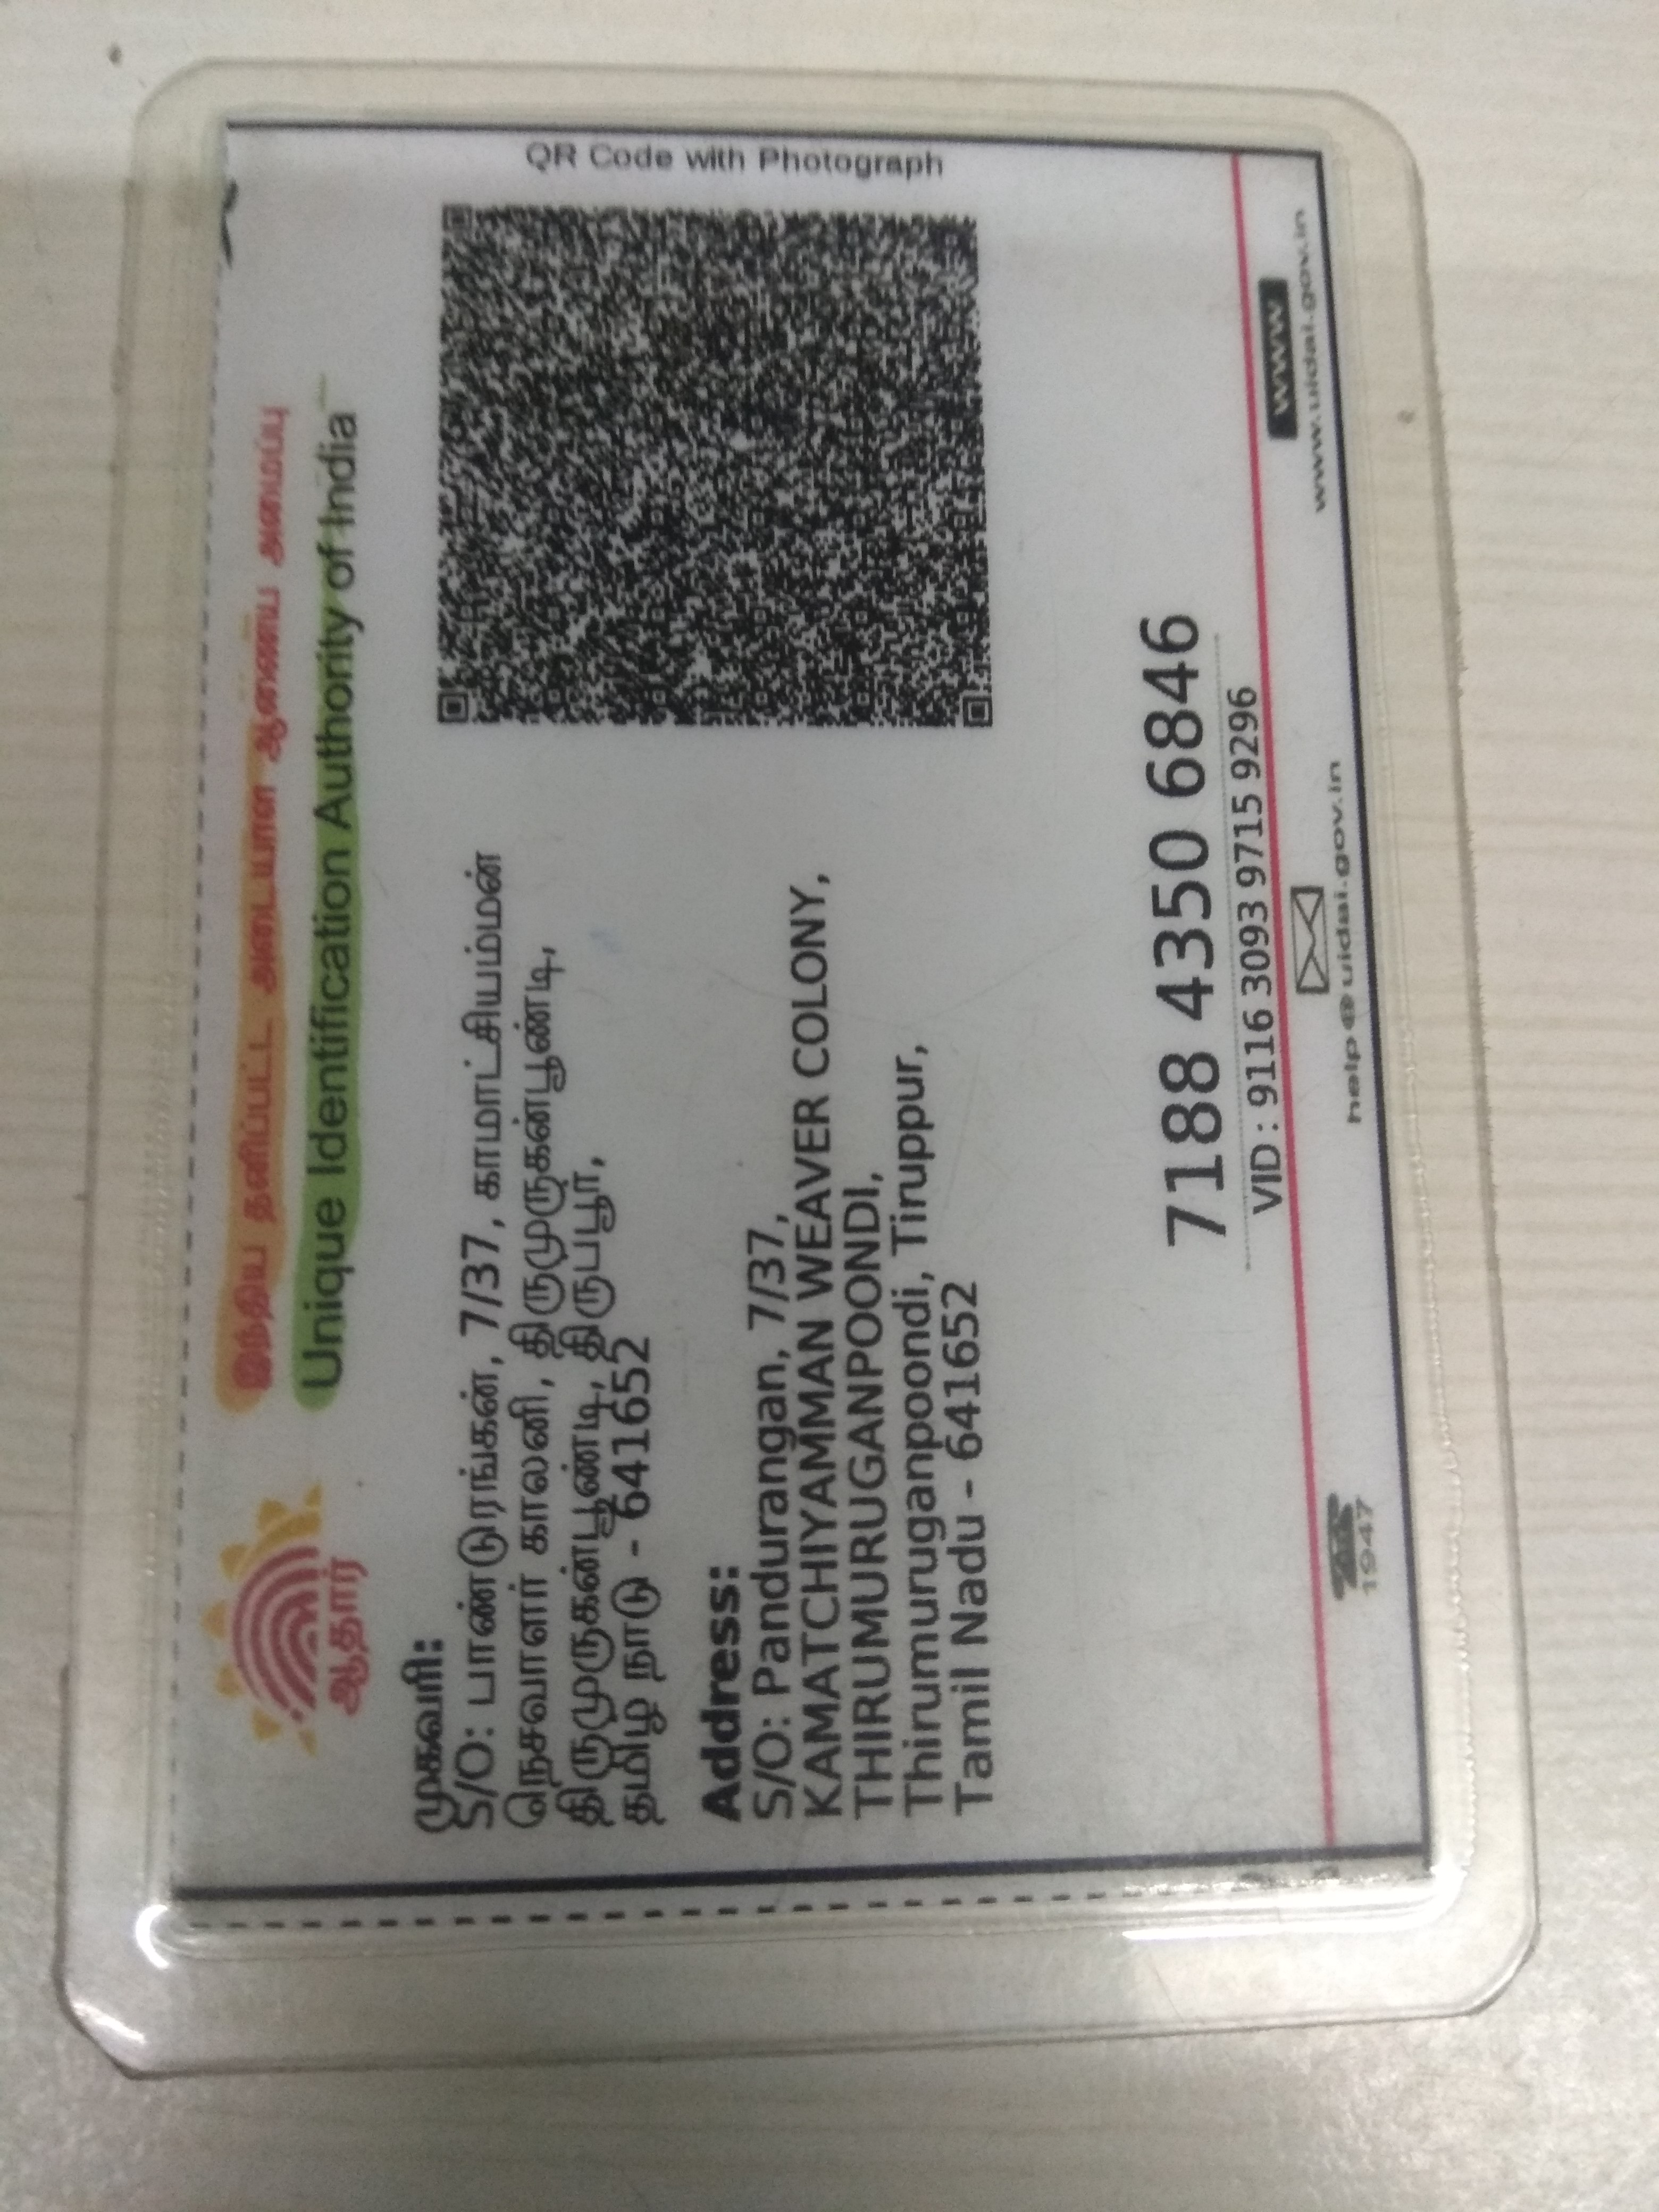 இந்திய தனிப்பட்ட அடையாள ஆணைய அமைப்பு
Unique Identification Authority of India
ஆதார்
முகவரி:
S/O: பாண்டுரங்கன், 7/37, காமாட்சியம்மன்
நெசவாளர் காலனி, திருமுருகன்பூண்டி,
திருமுருகன்பூண்டி, திருப்பூர்,
தமிழ் நாடு - 641652
Address:
S/O: Pandurangan, 7/37,
KAMATCHIYAMMAN WEAVER COLONY,
THIRUMURUGANPOONDI,
Thirumuruganpoondi, Tiruppur,
Tamil Nadu - 641652
QR Code with Photograph
7188 4350 6846
VID : 9116 3093 9715 9296
1947
help@uidai.gov.in
www
www.uidai.gov.in